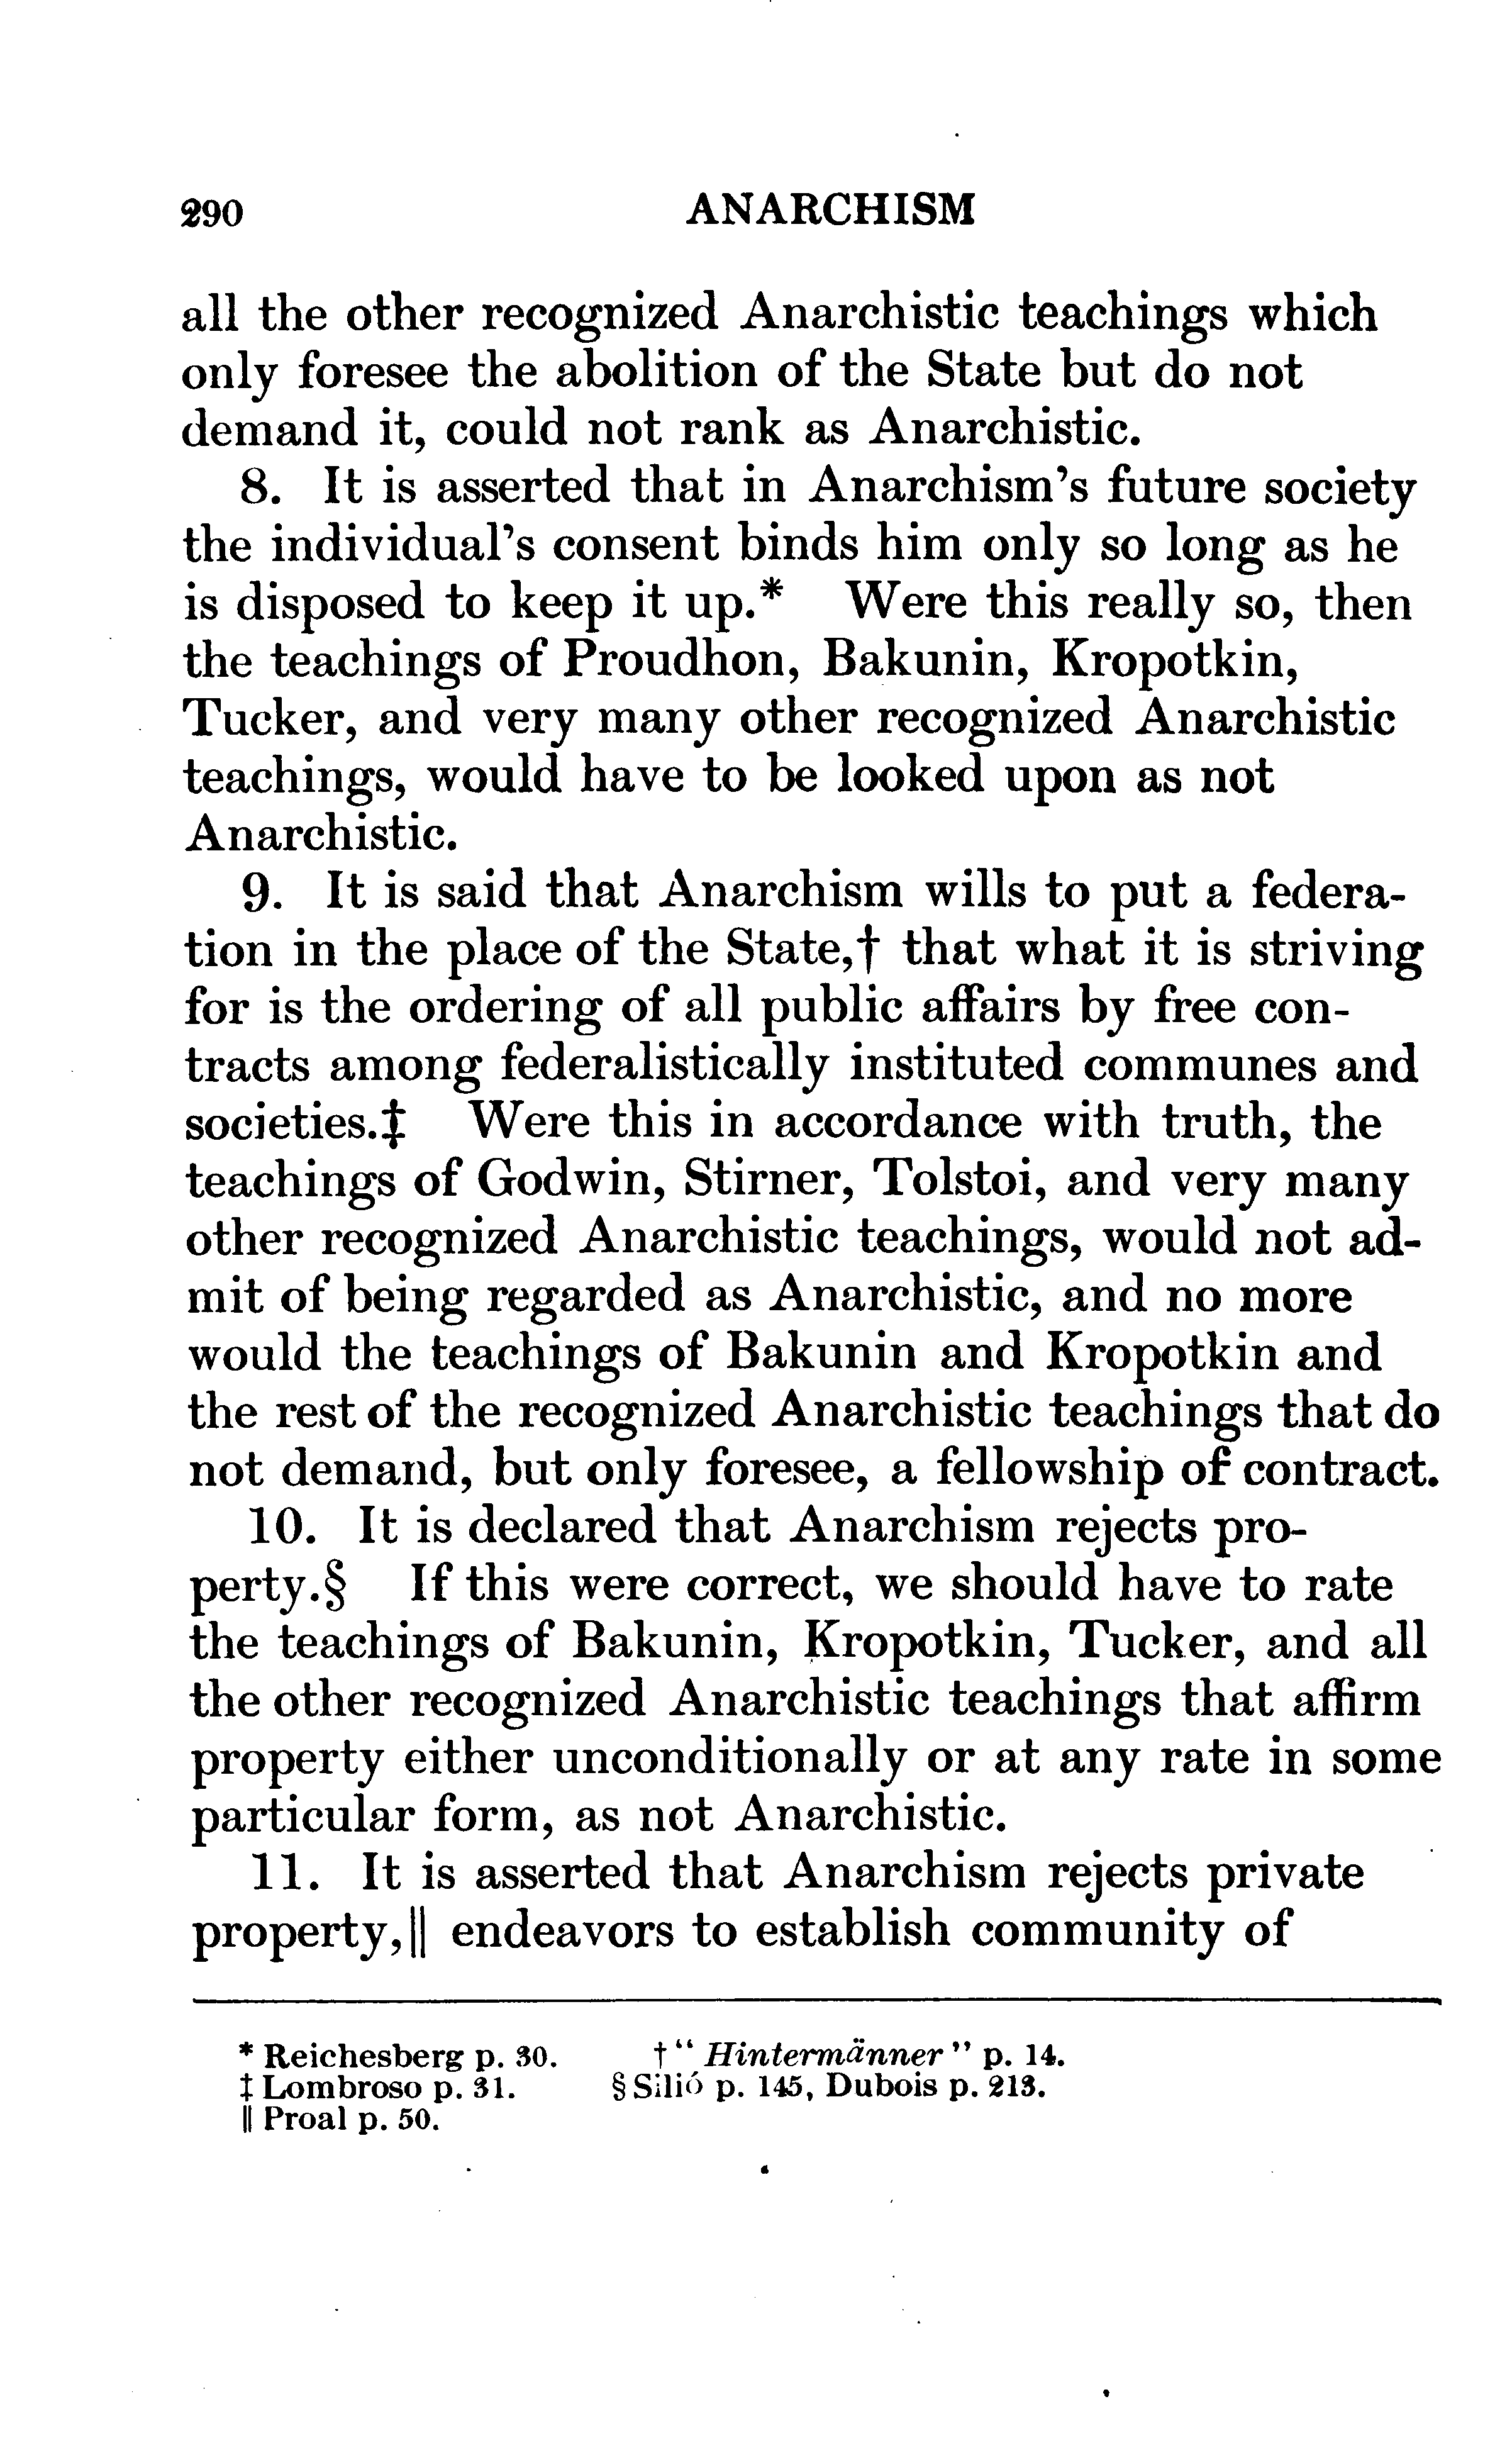 290 ANARCHISM
all the other recognized Anarchistic teachings which
only foresee the abolition of the State but do not
demand it, could not rank as Anarchistic.
8. It is asserted that in Anarchism's future society
the individual's consent binds him only so long as he
is disposed to keep it up.* Were this really so, then
the teachings of Proudhon, Bakunin, Kropotkin,
Tucker, and very many other recognized Anarchistic
teachings, would have to be looked upon as not
Anarchistic.
9. It is said that Anarchism wills to put a federa-
tion in the place of the State,† that what it is striving
for is the ordering of all public affairs by free con-
tracts among federalistically instituted communes and
societies.‡ Were this in accordance with truth, the
teachings of Godwin, Stirner, Tolstoi, and very many
other recognized Anarchistic teachings, would not ad-
mit of being regarded as Anarchistic, and no more
would the teachings of Bakunin and Kropotkin and
the rest of the recognized Anarchistic teachings that do
not demand, but only foresee, a fellowship of contract.
10. It is declared that Anarchism rejects pro-
perty.§ If this were correct, we should have to rate
the teachings of Bakunin, Kropotkin, Tucker, and all
the other recognized Anarchistic teachings that affirm
property either unconditionally or at any rate in some
particular form, as not Anarchistic.
11. It is asserted that Anarchism rejects private
property,|| endeavors to establish community of
* Reichesberg p. 30. † "Hintermänner" p. 14.
‡ Lombroso p. 31. § Silió p. 145, Dubois p. 213.
|| Proal p. 50.